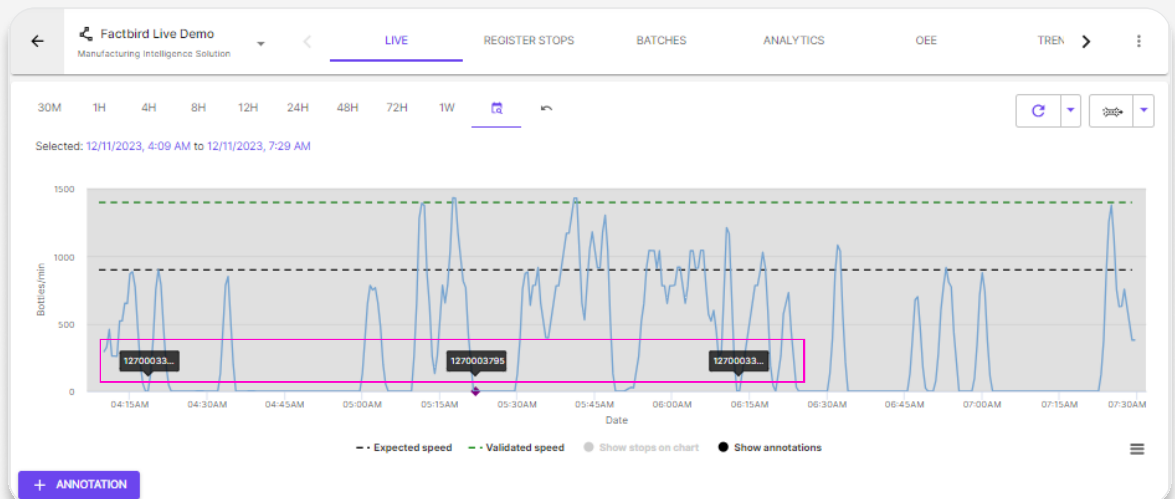 Factbird Live Demo
Manufacturing Intelligence Solution
LIVE REGISTER STOPS BATCHES ANALYTICS OEE TREN
30M 1H 4H 8H 12H 24H 48H 72H 1W
Selected: 12/11/2023, 4:09 AM to 12/11/2023, 7:29 AM
1500
1000
500
0
Bottles/min
12700033... 1270003795 12700033...
04:15AM 04:30AM 04:45AM 05:00AM 05:15AM 05:30AM 05:45AM 06:00AM 06:15AM 06:30AM 06:45AM 07:00AM 07:15AM 07:30AM
Date
Expected speed Validated speed Show stops on chart Show annotations
+ ANNOTATION